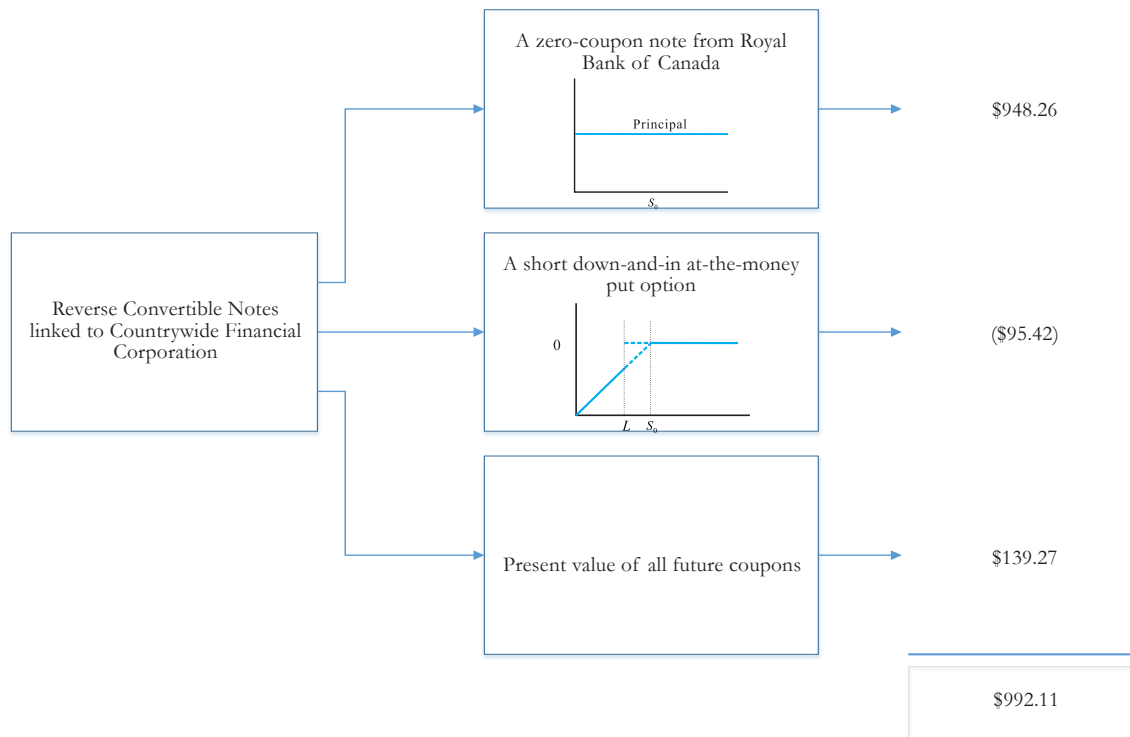 A zero-coupon note from Royal
Bank of Canada
Principal
S₀
$948.26
Reverse Convertible Notes
linked to Countrywide Financial
Corporation
A short down-and-in at-the-money
put option
0
L S₀
($95.42)
Present value of all future coupons
$139.27
$992.11